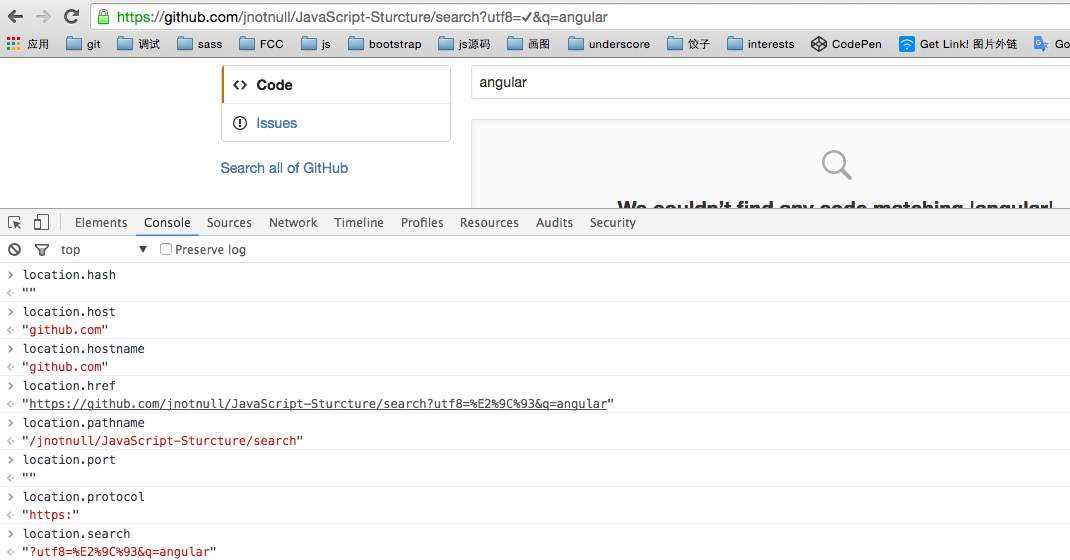 https://github.com/jnotnull/JavaScript-Sturcture/search?utf8=✓&q=angular
应用 git 调试 sass FCC js bootstrap js源码 画图 underscore 饺子 interests CodePen Get Link! 图片外链 Go
Code
angular
Issues
Search all of GitHub
We couldn't find any code matching 'angular'
Elements Console Sources Network Timeline Profiles Resources Audits Security
top ▼ Preserve log
> location.hash
<· ""
> location.host
<· "github.com"
> location.hostname
<· "github.com"
> location.href
<· "https://github.com/jnotnull/JavaScript-Sturcture/search?utf8=%E2%9C%93&q=angular"
> location.pathname
<· "/jnotnull/JavaScript-Sturcture/search"
> location.port
<· ""
> location.protocol
<· "https:"
> location.search
<· "?utf8=%E2%9C%93&q=angular"